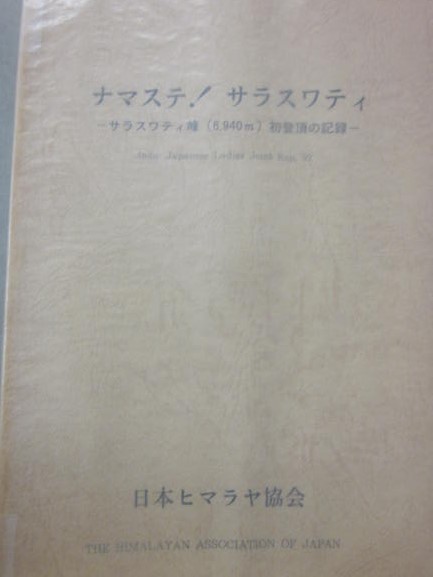 ナマステ! サラスワティ
-サラスワティ峰(6,940m)初登頂の記録-
Indo Japanese Ladies Joint Exp.
日本ヒマラヤ協会
THE HIMALAYAN ASSOCIATION OF JAPAN